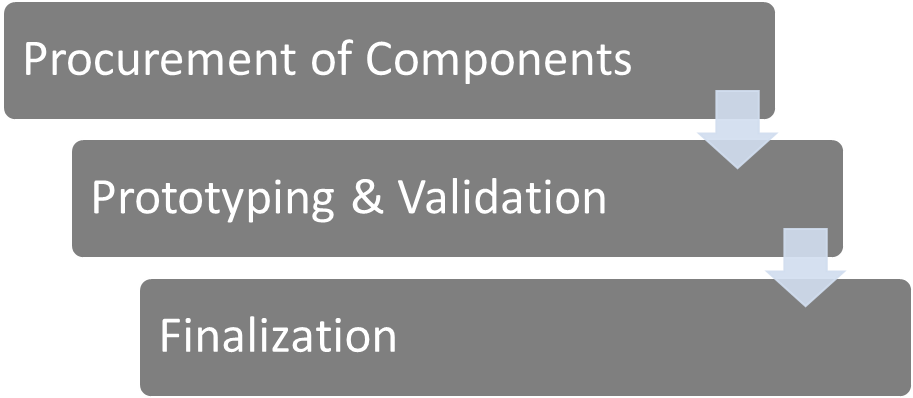 Procurement of Components
Prototyping & Validation
Finalization